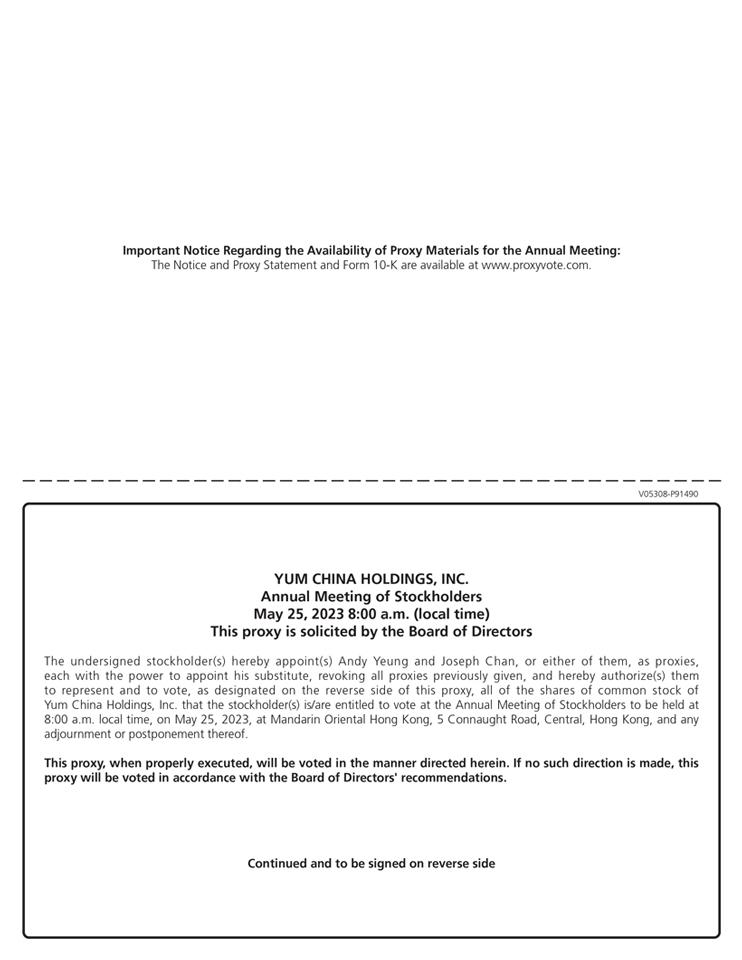 Important Notice Regarding the Availability of Proxy Materials for the Annual Meeting:
The Notice and Proxy Statement and Form 10-K are available at www.proxyvote.com.
V05308-P91490
YUM CHINA HOLDINGS, INC.
Annual Meeting of Stockholders
May 25, 2023 8:00 a.m. (local time)
This proxy is solicited by the Board of Directors
The undersigned stockholder(s) hereby appoint(s) Andy Yeung and Joseph Chan, or either of them, as proxies,
each with the power to appoint his substitute, revoking all proxies previously given, and hereby authorize(s) them
to represent and to vote, as designated on the reverse side of this proxy, all of the shares of common stock of
Yum China Holdings, Inc. that the stockholder(s) is/are entitled to vote at the Annual Meeting of Stockholders to be held at
8:00 a.m. local time, on May 25, 2023, at Mandarin Oriental Hong Kong, 5 Connaught Road, Central, Hong Kong, and any
adjournment or postponement thereof.
This proxy, when properly executed, will be voted in the manner directed herein. If no such direction is made, this
proxy will be voted in accordance with the Board of Directors' recommendations.
Continued and to be signed on reverse side